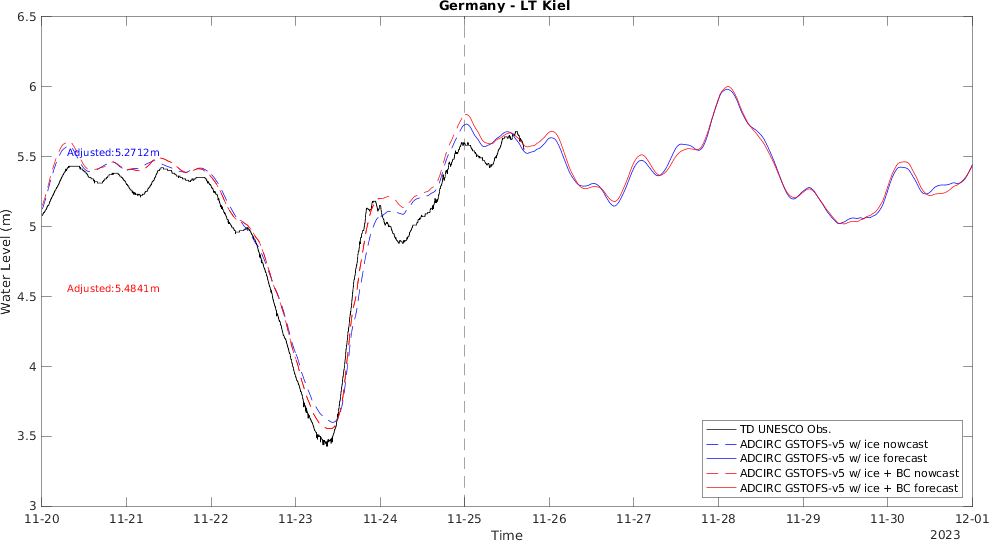 Germany - LT Kiel
6.5
6
5.5
5
4.5
4
3.5
3
Water Level (m)
Adjusted:5.2712m
Adjusted:5.4841m
TD UNESCO Obs.
ADCIRC GSTOFS-v5 w/ ice nowcast
ADCIRC GSTOFS-v5 w/ ice forecast
ADCIRC GSTOFS-v5 w/ ice + BC nowcast
ADCIRC GSTOFS-v5 w/ ice + BC forecast
11-20 11-21 11-22 11-23 11-24 11-25 11-26 11-27 11-28 11-29 11-30 12-01
Time
2023